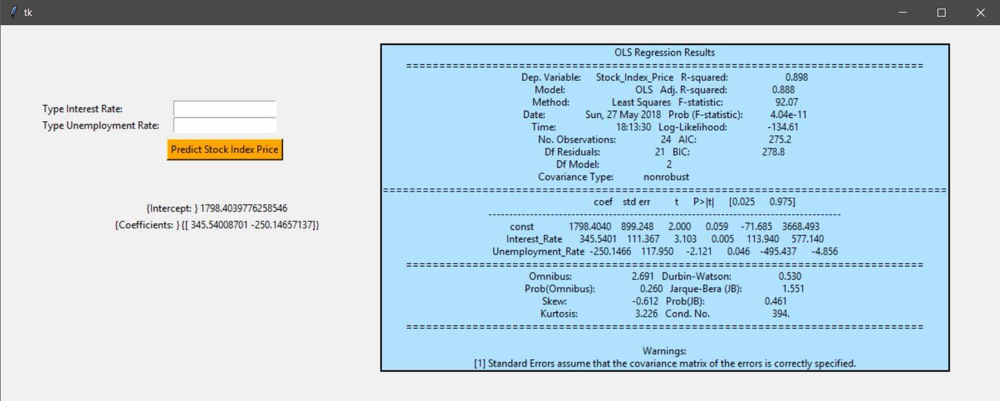 tk
Type Interest Rate:
Type Unemployment Rate:
Predict Stock Index Price
{Intercept: } 1798.4039776258546
{Coefficients: } {[ 345.54008701 -250.14657137]}
OLS Regression Results
==============================================================================
Dep. Variable: Stock_Index_Price R-squared: 0.898
Model: OLS Adj. R-squared: 0.888
Method: Least Squares F-statistic: 92.07
Date: Sun, 27 May 2018 Prob (F-statistic): 4.04e-11
Time: 18:13:30 Log-Likelihood: -134.61
No. Observations: 24 AIC: 275.2
Df Residuals: 21 BIC: 278.8
Df Model: 2
Covariance Type: nonrobust
=====================================================================================
coef std err t P>|t| [0.025 0.975]
-------------------------------------------------------------------------------------
const 1798.4040 899.248 2.000 0.059 -71.685 3668.493
Interest_Rate 345.5401 111.367 3.103 0.005 113.940 577.140
Unemployment_Rate -250.1466 117.950 -2.121 0.046 -495.437 -4.856
==============================================================================
Omnibus: 2.691 Durbin-Watson: 0.530
Prob(Omnibus): 0.260 Jarque-Bera (JB): 1.551
Skew: -0.612 Prob(JB): 0.461
Kurtosis: 3.226 Cond. No. 394.
==============================================================================
Warnings:
[1] Standard Errors assume that the covariance matrix of the errors is correctly specified.